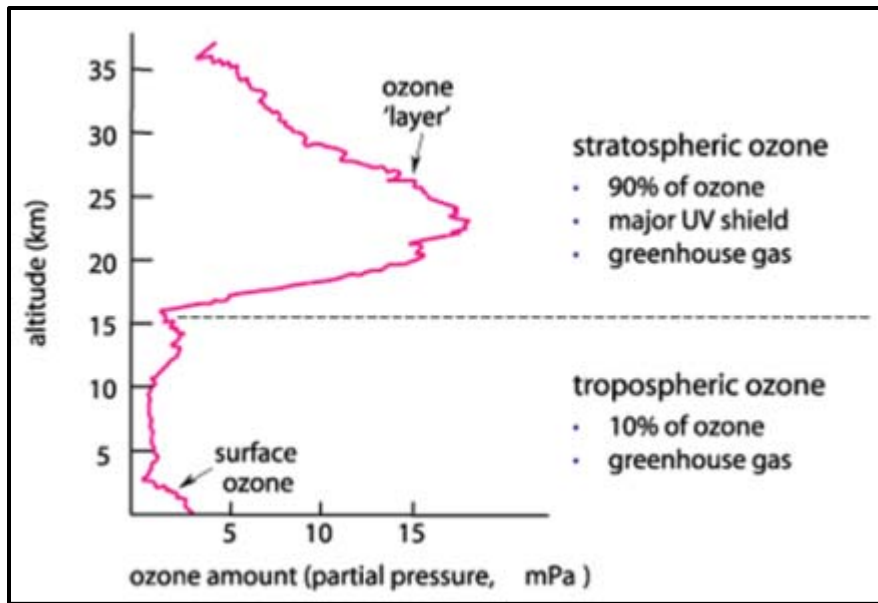 35
30
25
20
15
10
5
altitude (km)
ozone
'layer'
surface
ozone
5 10 15
ozone amount (partial pressure, mPa )
stratospheric ozone
• 90% of ozone
• major UV shield
• greenhouse gas
tropospheric ozone
• 10% of ozone
• greenhouse gas